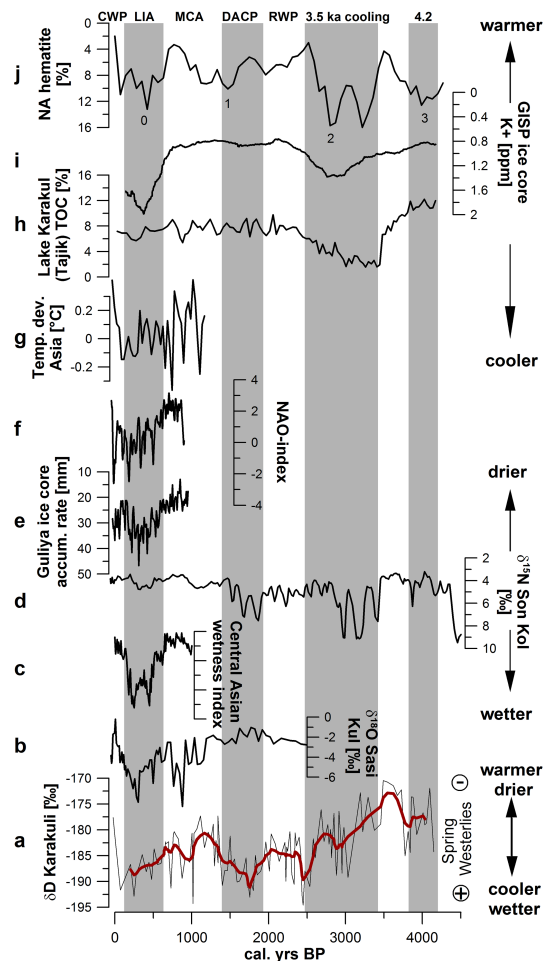 CWP LIA MCA DACP RWP 3.5 ka cooling 4.2
warmer
j
NA hematite
[%]
0
4
8
12
16
0
1
2
3
GISP ice core
K+ [ppm]
0
0.4
0.8
1.2
1.6
2
i
h
Lake Karakul
(Tajik) TOC [%]
16
12
8
4
0
g
Temp. dev.
Asia [°C]
0.2
0
-0.2
cooler
f
NAO-index
4
2
0
-2
-4
e
Guliya ice core
accum. rate [mm]
10
20
30
40
50
drier
d
δ15N Son Kol
[‰]
2
4
6
8
10
c
Central Asian
wetness index
wetter
b
δ18O Sasi
Kul [‰]
0
-2
-4
-6
a
δD Karakuli [‰]
-170
-175
-180
-185
-190
-195
warmer
drier
−
Spring
Westerlies
+
cooler
wetter
0 1000 2000 3000 4000
cal. yrs BP